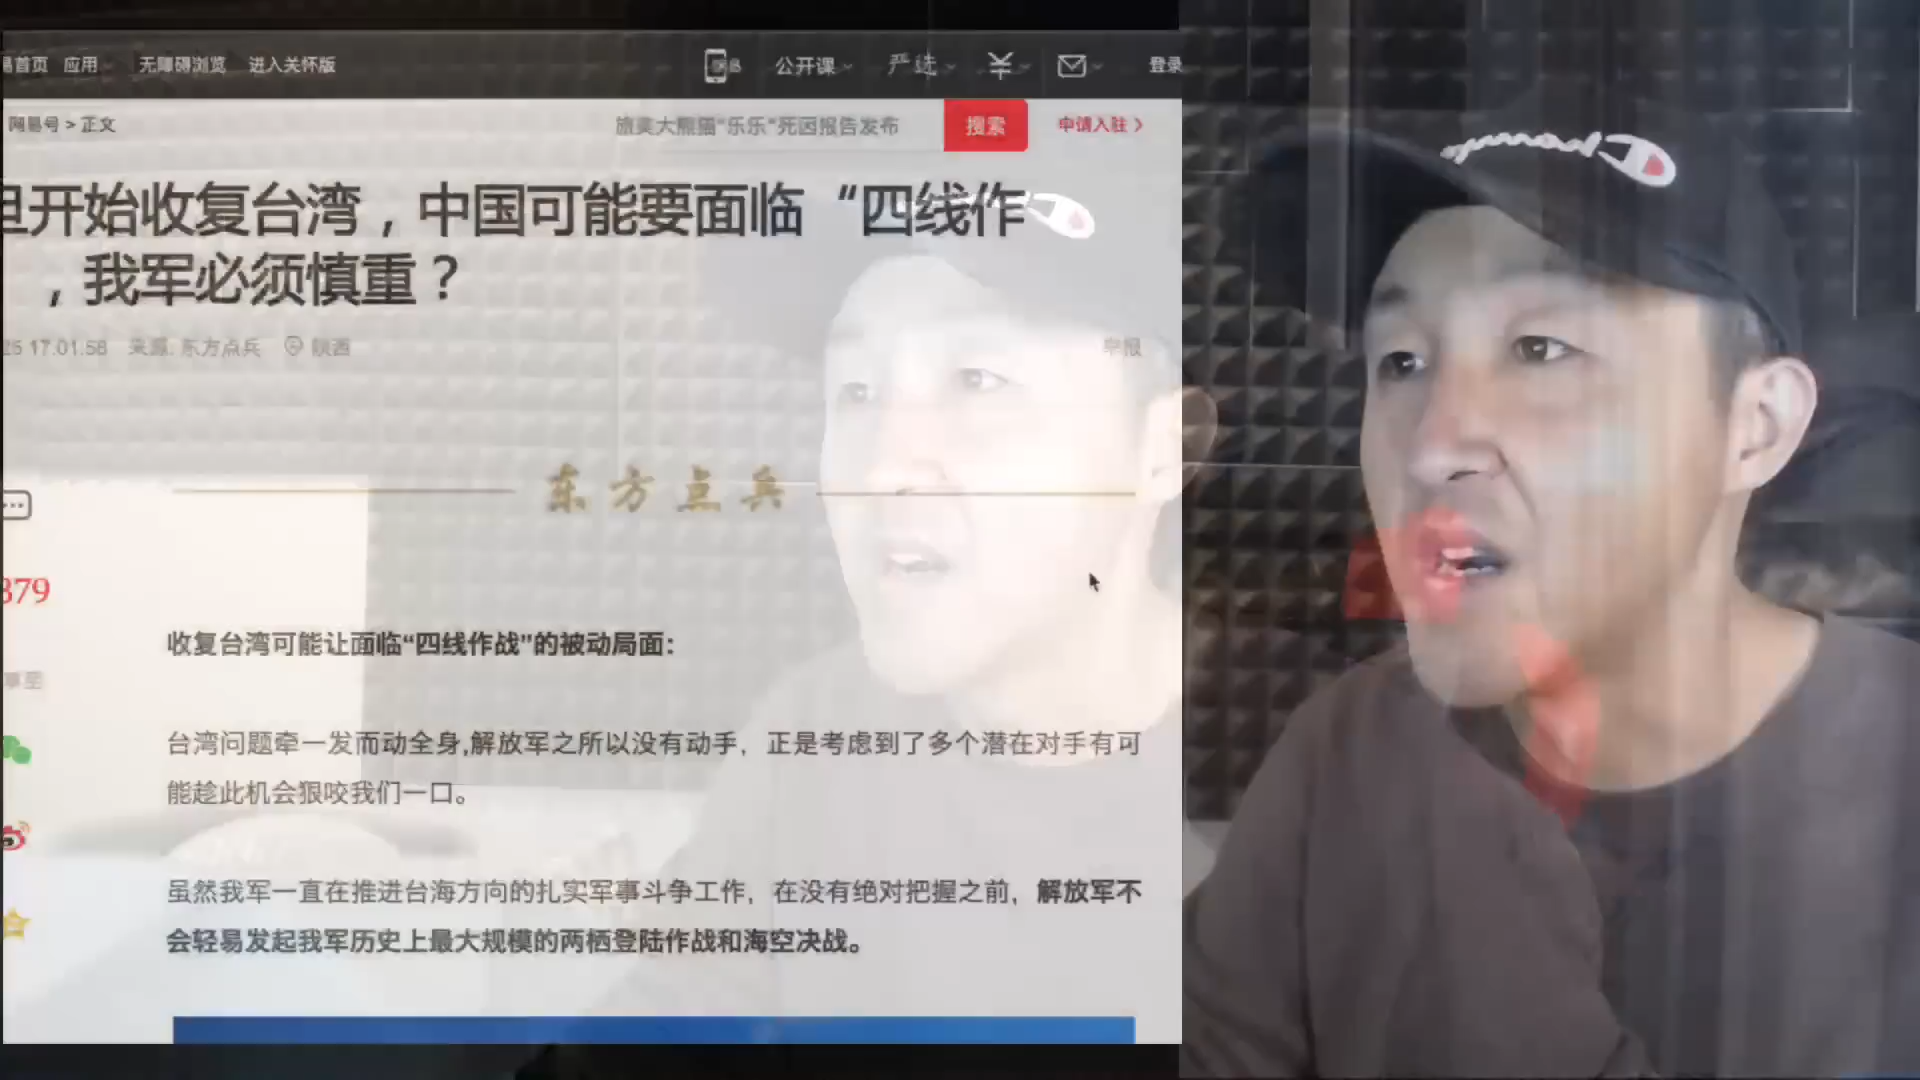 易首页 应用 无障碍浏览 进入关怀版 公开课 严选 登录
网易号 > 正文 旅美大熊猫“乐乐”死因报告发布 搜索 申请入驻 >
旦开始收复台湾，中国可能要面临“四线作
，我军必须慎重？
25 17:01:58 来源: 东方点兵 陕西 举报
东方点兵
379
收复台湾可能让面临“四线作战”的被动局面：
台湾问题牵一发而动全身,解放军之所以没有动手，正是考虑到了多个潜在对手有可
能趁此机会狠咬我们一口。
虽然我军一直在推进台海方向的扎实军事斗争工作，在没有绝对把握之前，解放军不
会轻易发起我军历史上最大规模的两栖登陆作战和海空决战。